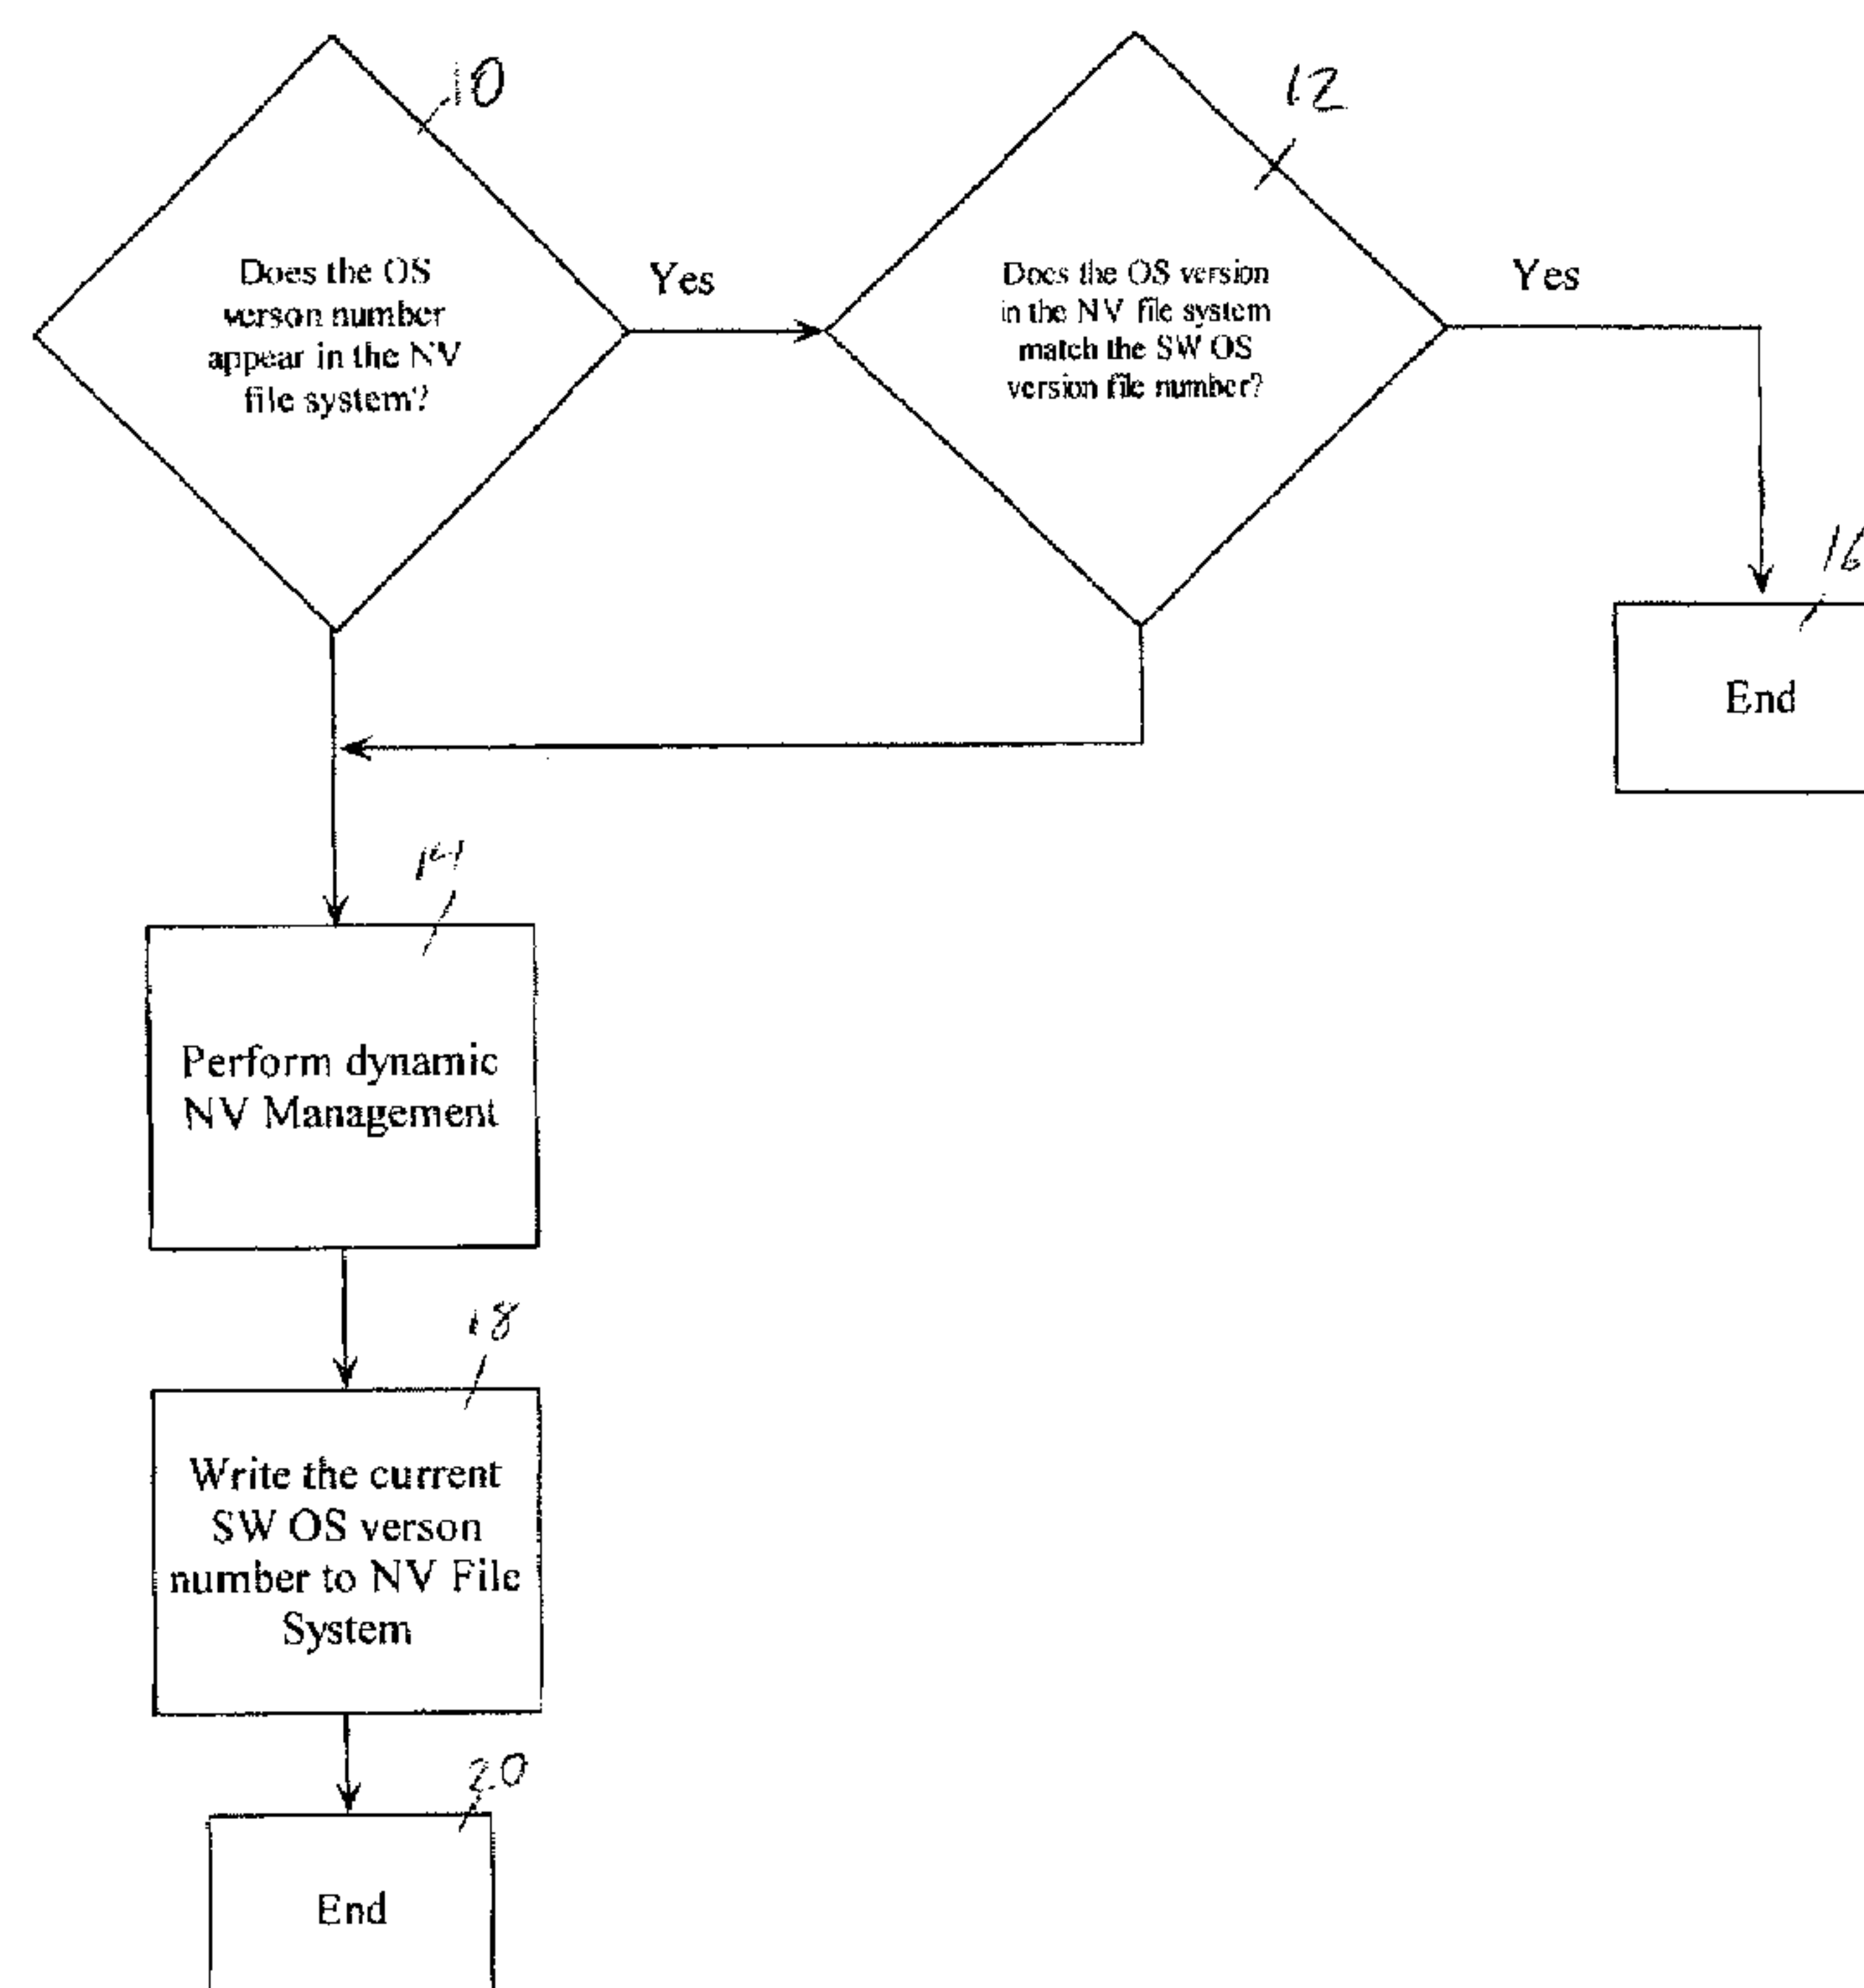 10
Does the OS
verson number
appear in the NV
file system?
Yes
12
Does the OS version
in the NV file system
match the SW OS
version file number?
Yes
16
End
14
Perform dynamic
NV Management
18
Write the current
SW OS verson
number to NV File
System
20
End